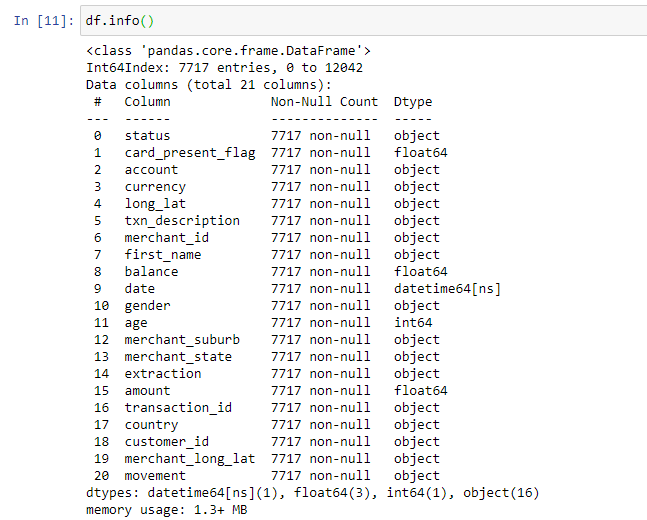 In [11]: df.info()
<class 'pandas.core.frame.DataFrame'>
Int64Index: 7717 entries, 0 to 12042
Data columns (total 21 columns):
 #   Column             Non-Null Count  Dtype
---  ------             --------------  -----
 0   status             7717 non-null   object
 1   card_present_flag  7717 non-null   float64
 2   account            7717 non-null   object
 3   currency           7717 non-null   object
 4   long_lat           7717 non-null   object
 5   txn_description    7717 non-null   object
 6   merchant_id        7717 non-null   object
 7   first_name         7717 non-null   object
 8   balance            7717 non-null   float64
 9   date               7717 non-null   datetime64[ns]
 10  gender             7717 non-null   object
 11  age                7717 non-null   int64
 12  merchant_suburb    7717 non-null   object
 13  merchant_state     7717 non-null   object
 14  extraction         7717 non-null   object
 15  amount             7717 non-null   float64
 16  transaction_id     7717 non-null   object
 17  country            7717 non-null   object
 18  customer_id        7717 non-null   object
 19  merchant_long_lat  7717 non-null   object
 20  movement           7717 non-null   object
dtypes: datetime64[ns](1), float64(3), int64(1), object(16)
memory usage: 1.3+ MB